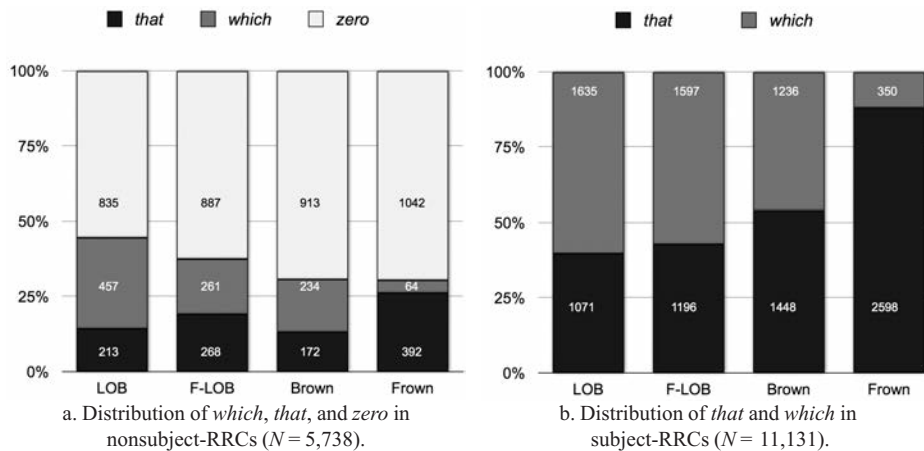 that which zero
100%
75%
50%
25%
0%
835 887 913 1042
457 261 234 64
213 268 172 392
LOB F-LOB Brown Frown
a. Distribution of which, that, and zero in
nonsubject-RRCs (N = 5,738).
that which
100%
75%
50%
25%
0%
1635 1597 1236 350
1071 1196 1448 2598
LOB F-LOB Brown Frown
b. Distribution of that and which in
subject-RRCs (N = 11,131).